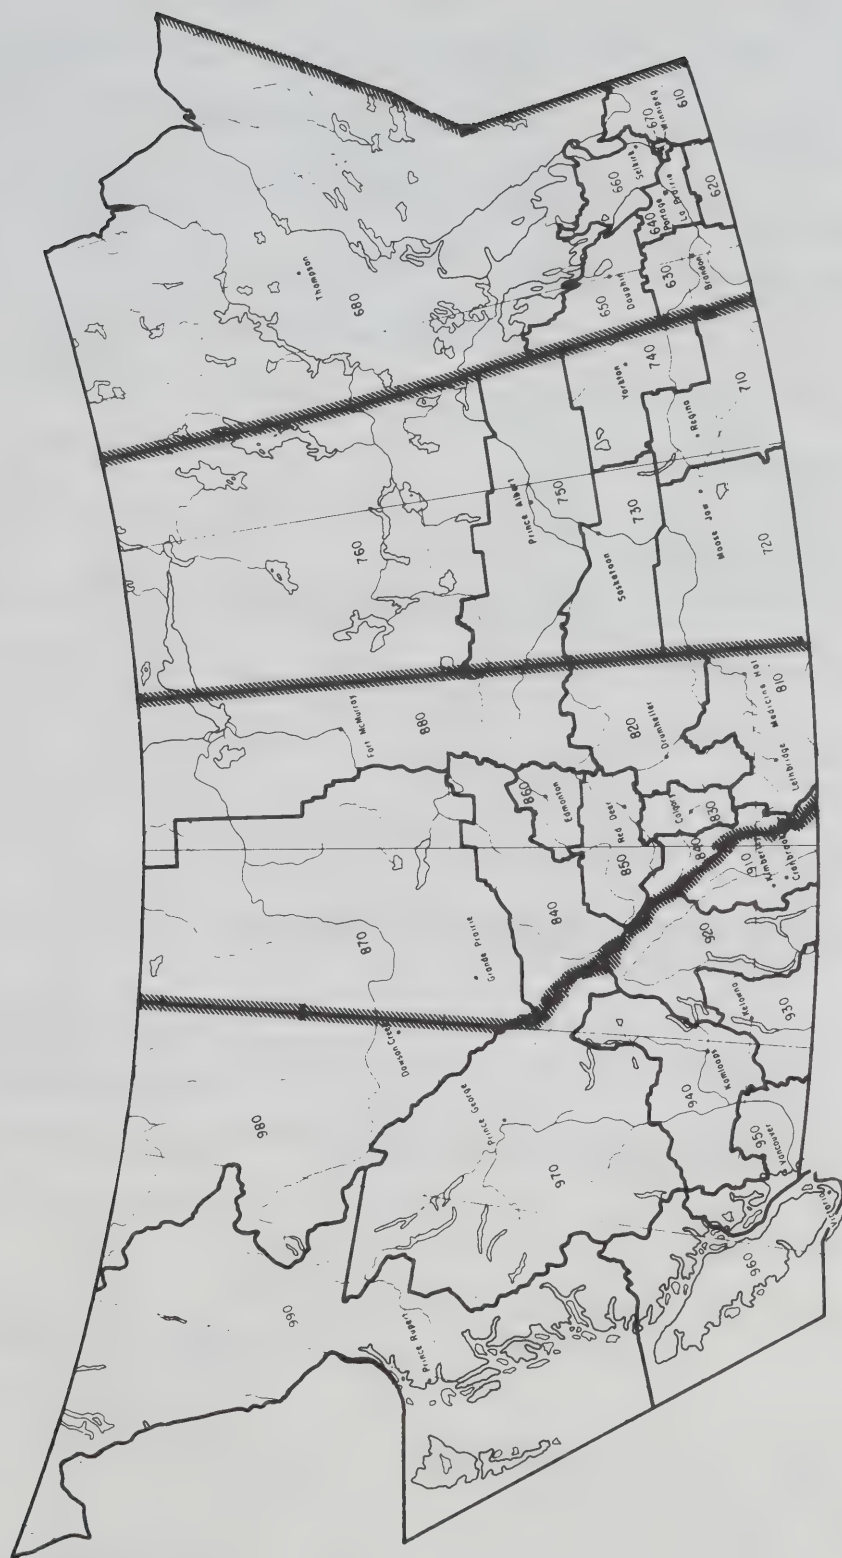 Thompson
680
650
Dauphin
660
Selkirk
670
Winnipeg
610
640
Portage
La Prairie
620
630
Brandon
760
Prince Albert
750
740
Yorkton
Saskatoon
730
Regina
710
Moose Jaw
720
Fort McMurray
880
820
Drumheller
810
Medicine Hat
Lethbridge
860
Edmonton
850
Red Deer
Calgary
830
840
870
Grande Prairie
840
910
Kimberley
Cranbrook
920
930
Kelowna
940
Kamloops
950
Vancouver
Dawson Creek
980
Prince George
970
990
Prince Rupert
960
Victoria